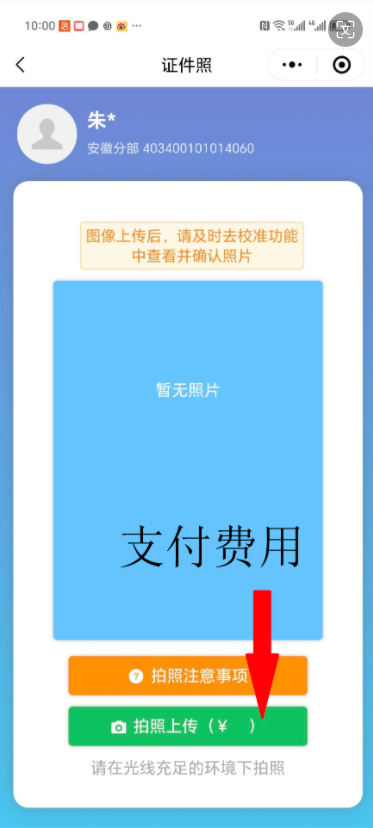 10:00
证件照
朱*
安徽分部 403400101014060
图像上传后，请及时去校准功能
中查看并确认照片
暂无照片
支付费用
拍照注意事项
拍照上传（¥ ）
请在光线充足的环境下拍照